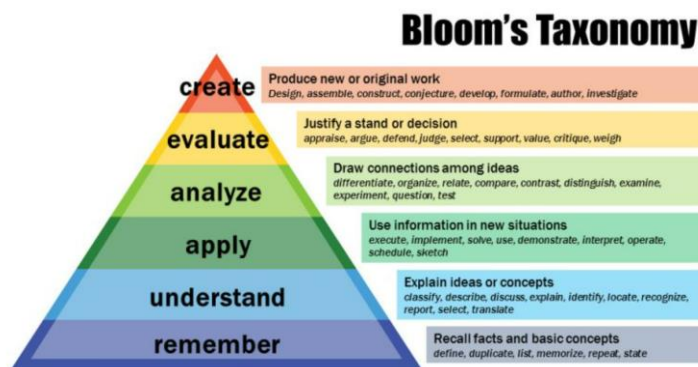 Bloom's Taxonomy
create
Produce new or original work
Design, assemble, construct, conjecture, develop, formulate, author, investigate
evaluate
Justify a stand or decision
appraise, argue, defend, judge, select, support, value, critique, weigh
analyze
Draw connections among ideas
differentiate, organize, relate, compare, contrast, distinguish, examine,
experiment, question, test
apply
Use information in new situations
execute, implement, solve, use, demonstrate, interpret, operate,
schedule, sketch
understand
Explain ideas or concepts
classify, describe, discuss, explain, identify, locate, recognize,
report, select, translate
remember
Recall facts and basic concepts
define, duplicate, list, memorize, repeat, state